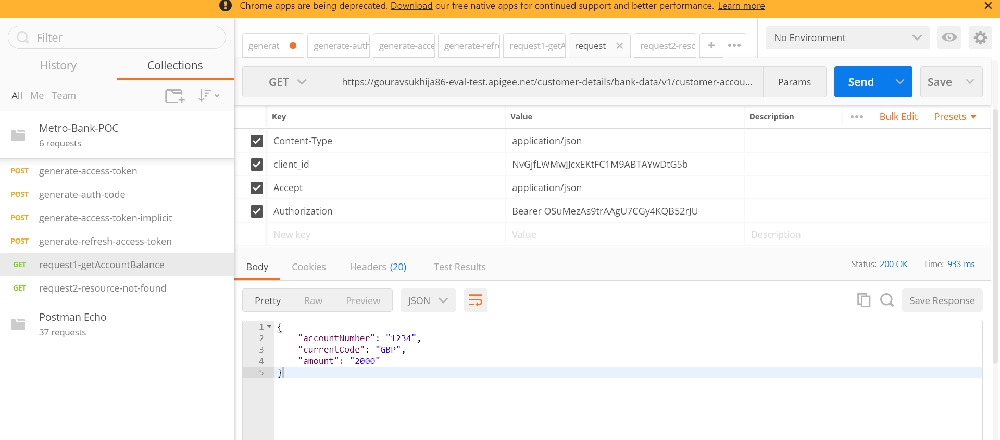 Chrome apps are being deprecated. Download our free native apps for continued support and better performance. Learn more
Filter
History Collections
All Me Team
Metro-Bank-POC
6 requests
POST generate-access-token
POST generate-auth-code
POST generate-access-token-implicit
POST generate-refresh-access-token
GET request1-getAccountBalance
GET request2-resource-not-found
Postman Echo
37 requests
generat generate-auth generate-acce generate-refre request1-getA request request2-reso
No Environment
GET https://gouravsukhija86-eval-test.apigee.net/customer-details/bank-data/v1/customer-accou... Params Send Save
Key Value Description Bulk Edit Presets
Content-Type application/json
client_id NvGjfLWMwJJcxEKtFC1M9ABTAYwDtG5b
Accept application/json
Authorization Bearer OSuMezAs9trAAgU7CGy4KQB52rJU
New key Value Description
Body Cookies Headers (20) Test Results Status: 200 OK Time: 933 ms
Pretty Raw Preview JSON Save Response
1 {
2 "accountNumber": "1234",
3 "currentCode": "GBP",
4 "amount": "2000"
5 }